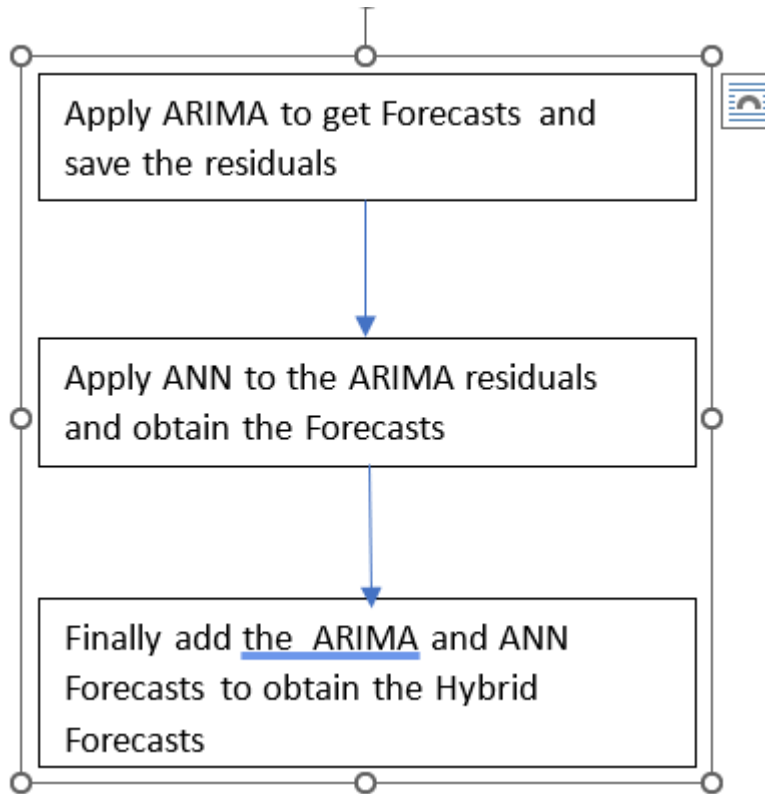 Apply ARIMA to get Forecasts and
save the residuals
Apply ANN to the ARIMA residuals
and obtain the Forecasts
Finally add the  ARIMA and ANN
Forecasts to obtain the Hybrid
Forecasts